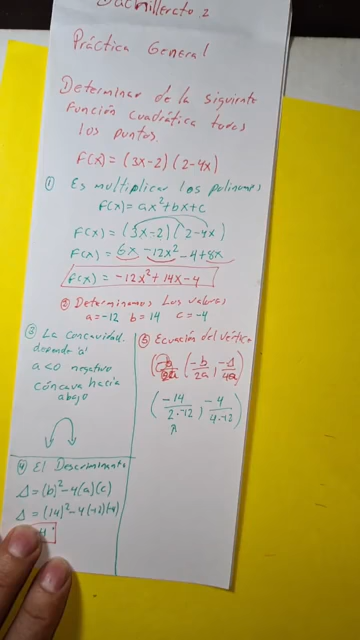 Bachillerato 2
Práctica General
Determinar de la siguiente
función cuadrática todos
los puntos.
F(x) = (3x-2)(2-4x)
① Es multiplicar los polinomios
F(x) = ax²+bx+c
F(x) = (3x-2)(2-4x)
F(x) = 6x -12x² -4+8x
F(x) = -12x²+14x-4
② Determinamos los valores
a=-12 b=14 c=-4
③ La concavidad
depende 'a'
a<0 negativo
cóncava hacia
abajo
④ El Descriminante
Δ=(b)²-4(a)(c)
Δ=(14)²-4(-12)(-4)
4
⑤ Ecuación del vértice
(-b/2a, -Δ/4a)
(-14/2·-12, -4/4·-12)